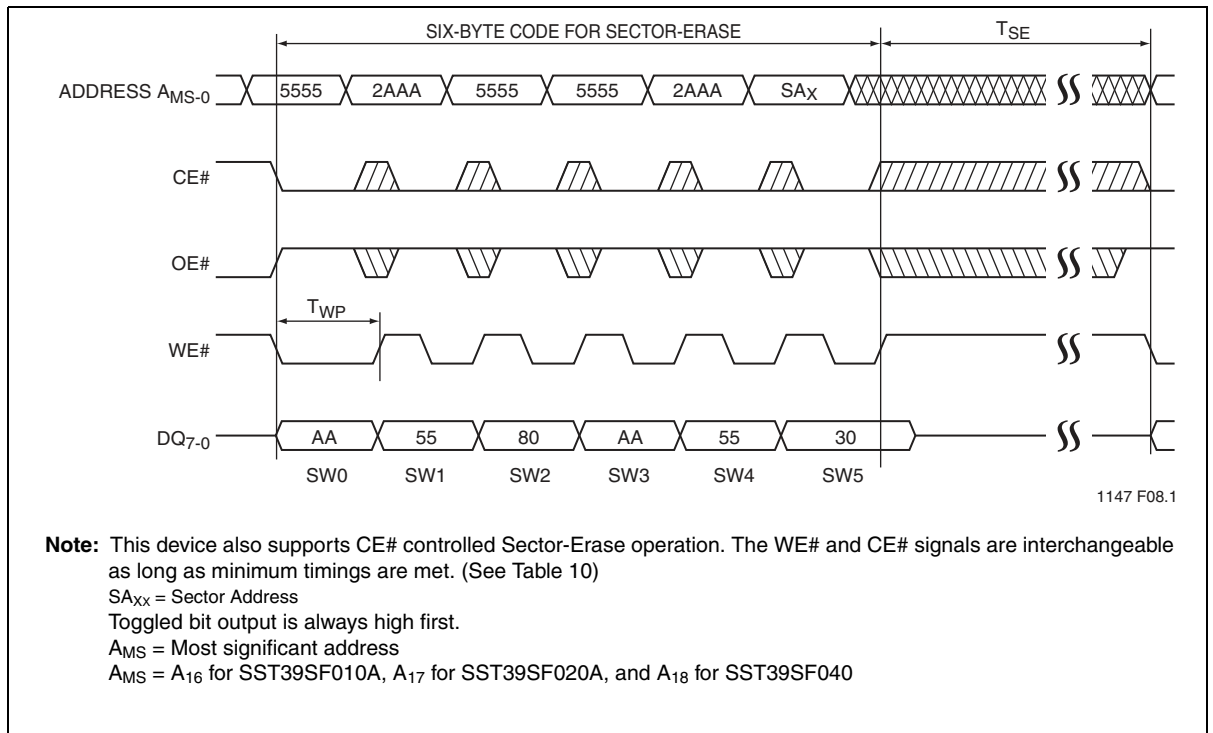 SIX-BYTE CODE FOR SECTOR-ERASE TSE
ADDRESS AMS-0 5555 2AAA 5555 5555 2AAA SAX
CE#
OE#
TWP
WE#
DQ7-0 AA 55 80 AA 55 30
SW0 SW1 SW2 SW3 SW4 SW5
1147 F08.1
Note: This device also supports CE# controlled Sector-Erase operation. The WE# and CE# signals are interchangeable
as long as minimum timings are met. (See Table 10)
SAXx = Sector Address
Toggled bit output is always high first.
AMS = Most significant address
AMS = A16 for SST39SF010A, A17 for SST39SF020A, and A18 for SST39SF040